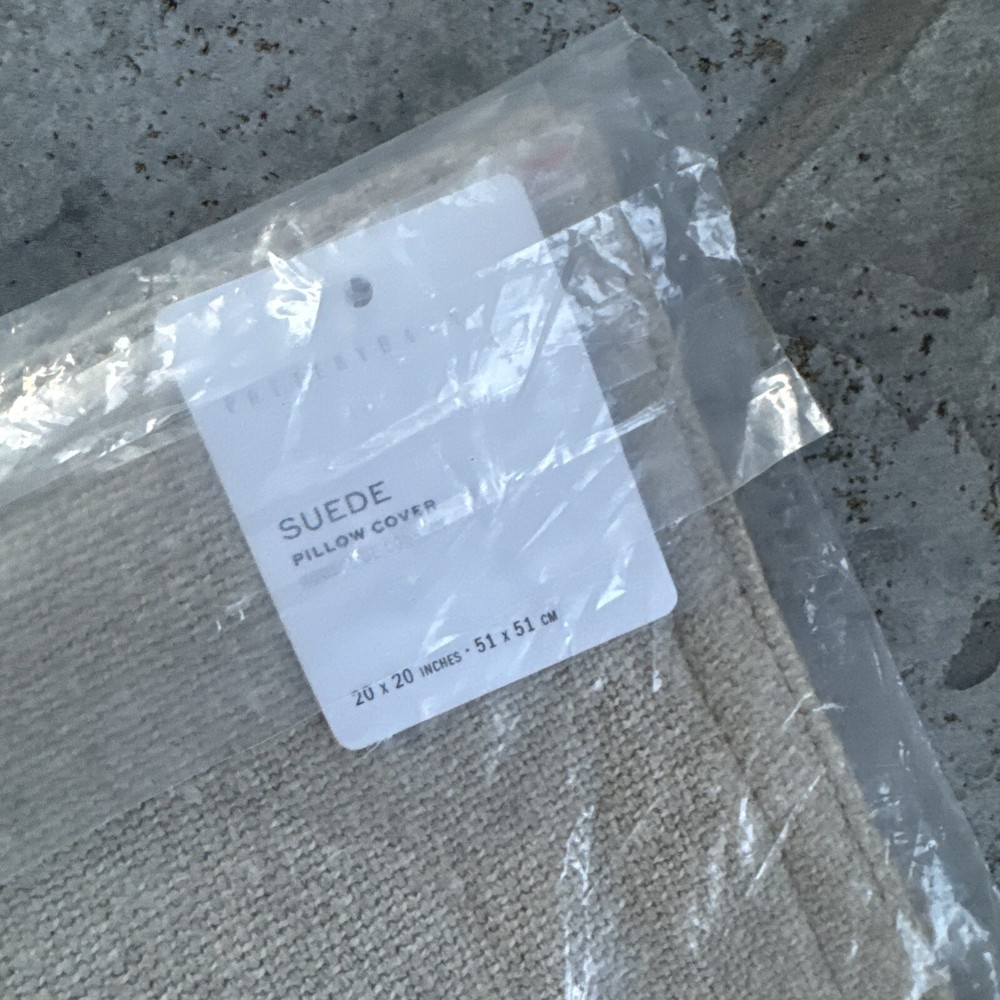 SUEDE
PILLOW COVER
20 x 20 INCHES · 51 x 51 CM